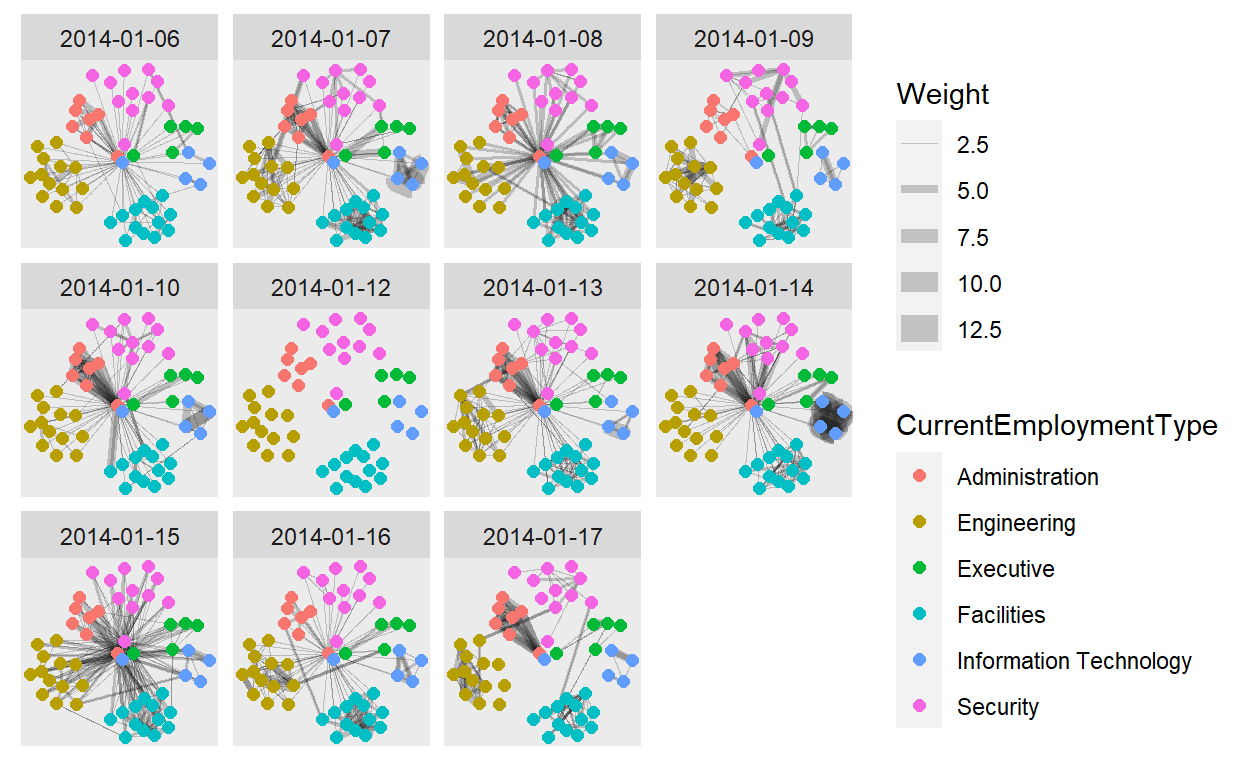 2014-01-06
2014-01-07
2014-01-08
2014-01-09
2014-01-10
2014-01-12
2014-01-13
2014-01-14
2014-01-15
2014-01-16
2014-01-17
Weight
2.5
5.0
7.5
10.0
12.5
CurrentEmploymentType
Administration
Engineering
Executive
Facilities
Information Technology
Security